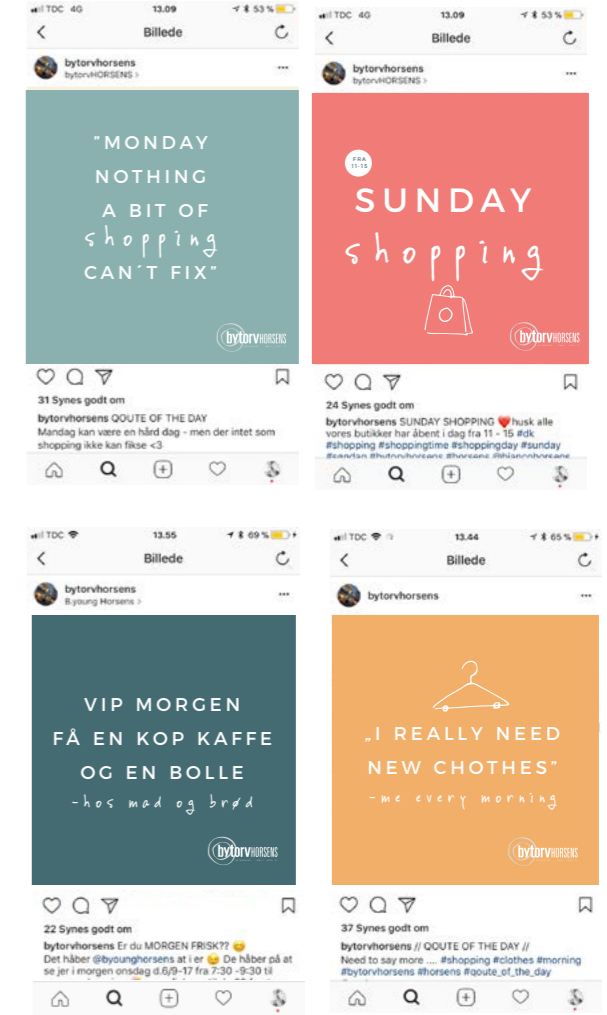 TDC 4G 13.09 53 %
Billede
bytorvhorsens
bytorvHORSENS >
"MONDAY
NOTHING
A BIT OF
shopping
CAN´T FIX"
bytorvHORSENS
31 Synes godt om
bytorvhorsens QOUTE OF THE DAY
Mandag kan være en hård dag - men der intet som
shopping ikke kan fikse <3
TDC 4G 13.09 53 %
Billede
bytorvhorsens
bytorvHORSENS >
FRA
11-15
SUNDAY
shopping
bytorvHORSENS
24 Synes godt om
bytorvhorsens SUNDAY SHOPPING ❤️husk alle
vores butikker har åbent i dag fra 11 - 15 #dk
#shopping #shoppingtime #shoppingday #sunday
#bytorvhorsens #horsens @biancohorsens
TDC 13.55 69 %
Billede
bytorvhorsens
B.young Horsens >
VIP MORGEN
FÅ EN KOP KAFFE
OG EN BOLLE
-hos mad og brød
bytorvHORSENS
22 Synes godt om
bytorvhorsens Er du MORGEN FRISK??
Det håber @byounghorsens at i er De håber på at
se jer i morgen onsdag d.6/9-17 fra 7:30 -9:30 til
TDC 13.44 65 %
Billede
bytorvhorsens
„I REALLY NEED
NEW CHOTHES"
-me every morning
bytorvHORSENS
37 Synes godt om
bytorvhorsens // QOUTE OF THE DAY //
Need to say more .... #shopping #clothes #morning
#bytorvhorsens #horsens #qoute_of_the_day